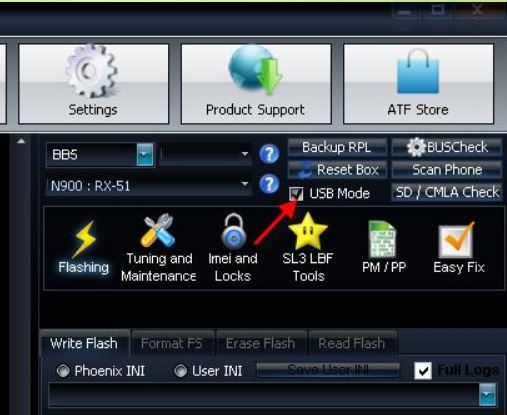 Settings
Product Support
ATF Store
BB5
?
Backup RPL
BUSCheck
Reset Box
Scan Phone
N900 : RX-51
?
USB Mode
SD / CMLA Check
Flashing
Tuning and
Maintenance
Imei and
Locks
SL3 LBF
Tools
PM / PP
Easy Fix
Write Flash
Format FS
Erase Flash
Read Flash
Phoenix INI
User INI
Save User INI
Full Logs